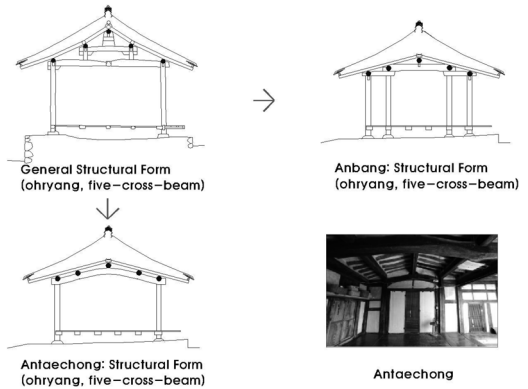 General Structural Form
(ohryang, five-cross-beam)
Anbang: Structural Form
(ohryang, five-cross-beam)
Antaechong: Structural Form
(ohryang, five-cross-beam)
Antaechong